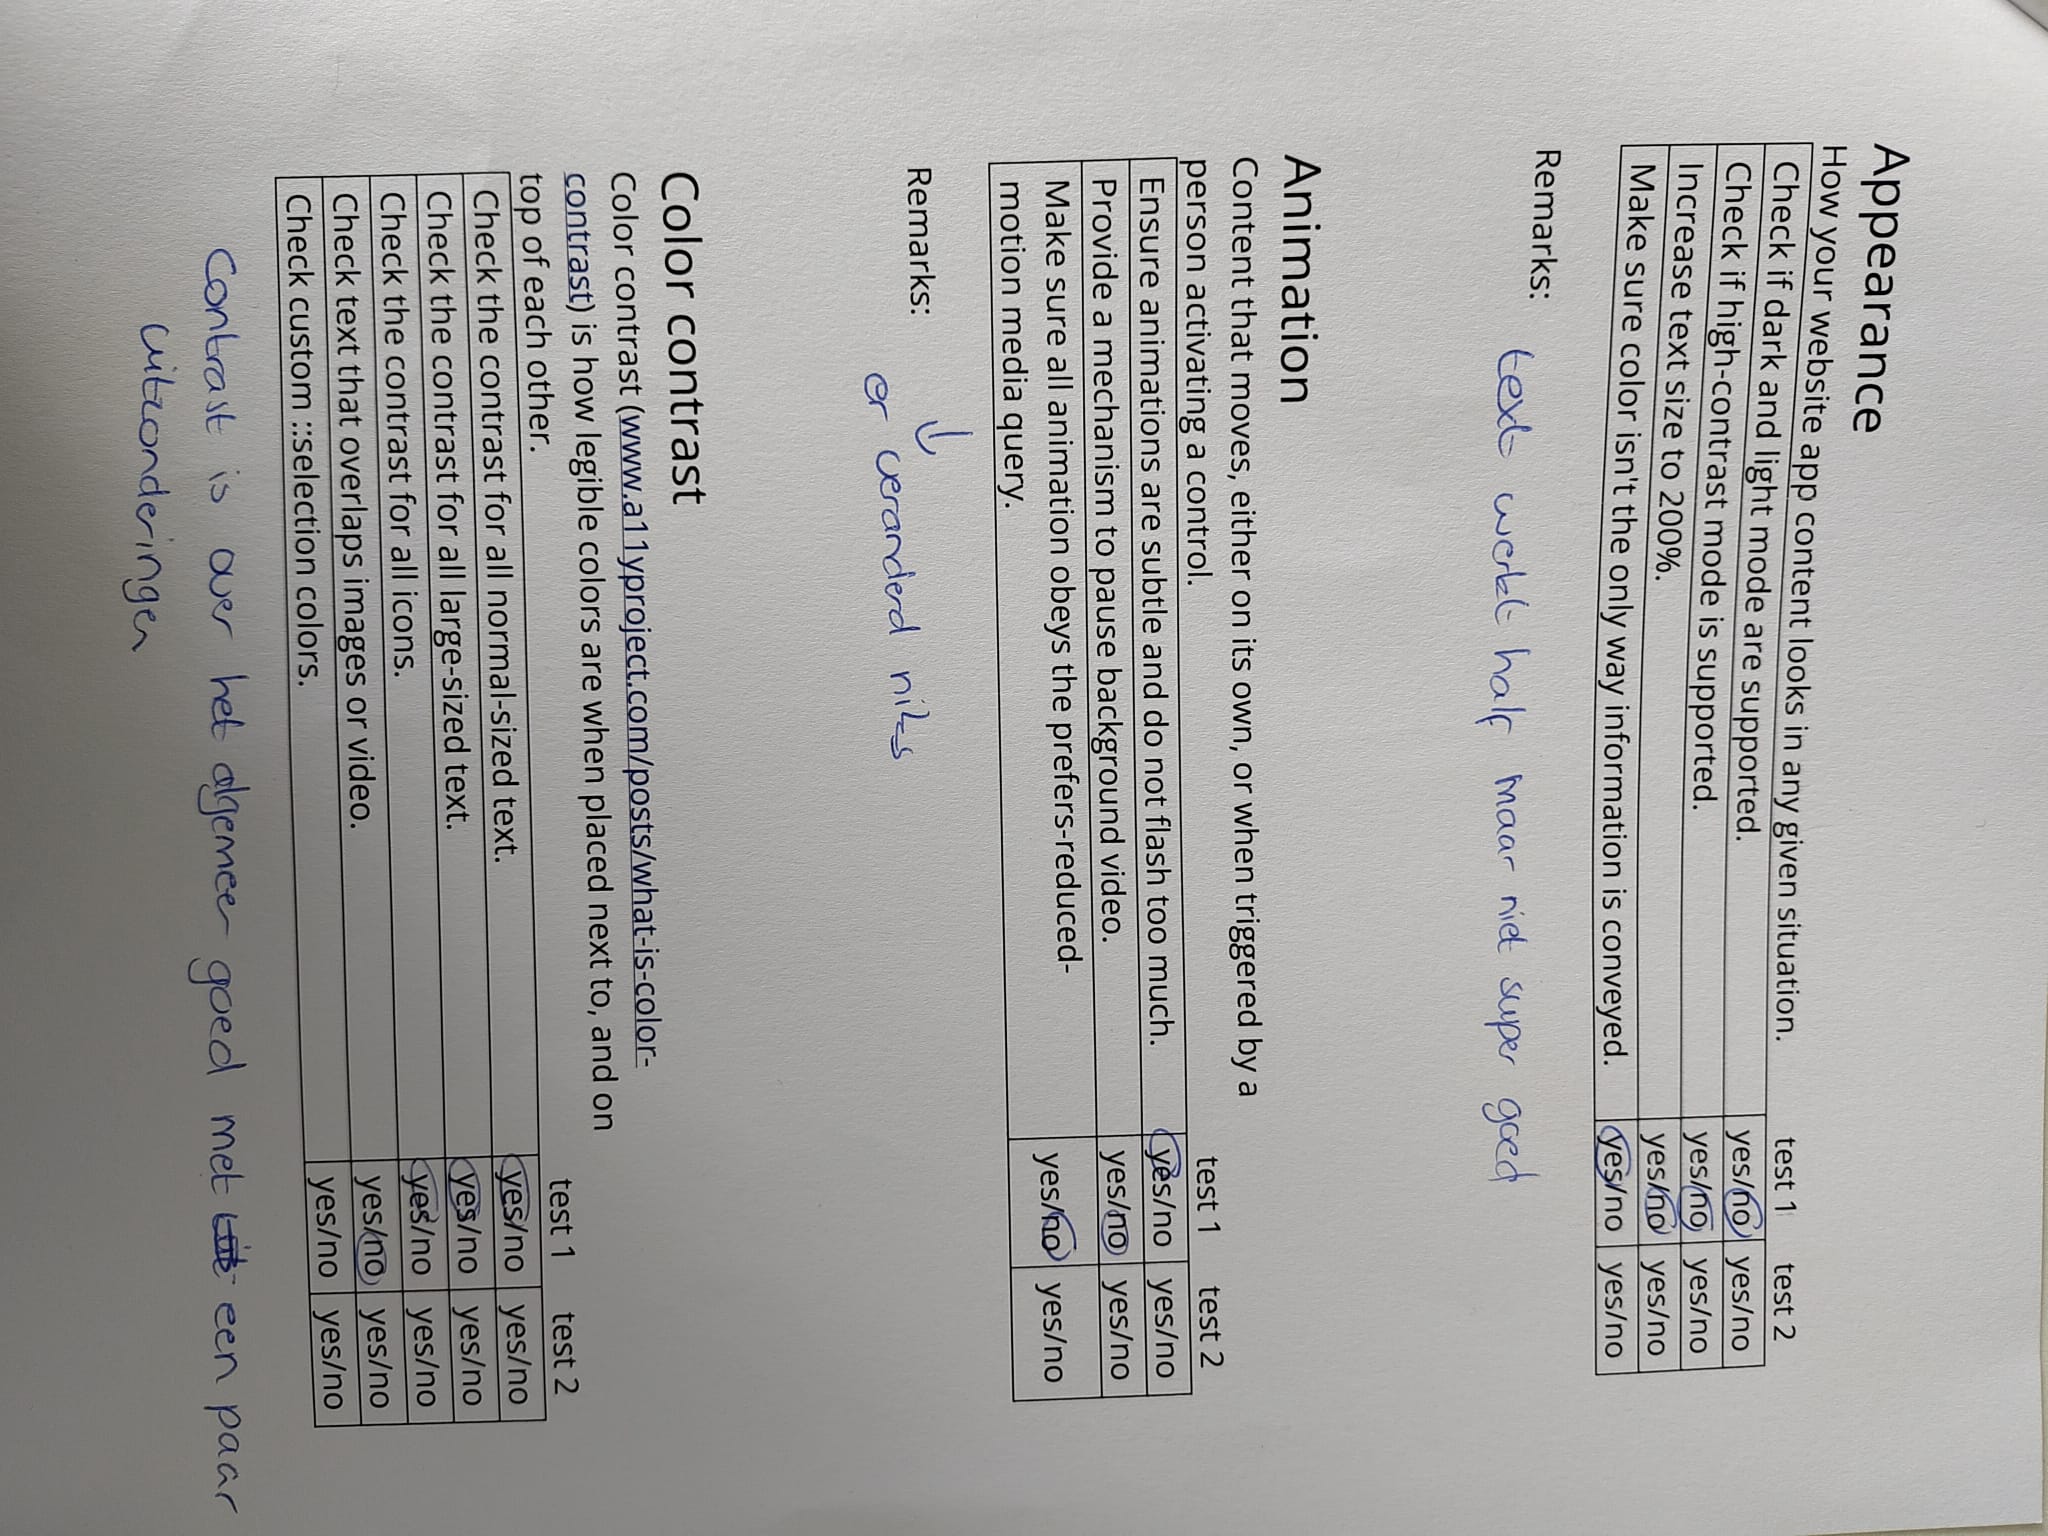 Appearance
How your website app content looks in any given situation.
test 1 test 2
Check if dark and light mode are supported. yes/no yes/no
Check if high-contrast mode is supported. yes/no yes/no
Increase text size to 200%. yes/no yes/no
Make sure color isn't the only way information is conveyed. yes/no yes/no
Remarks:
text werkt half maar niet super goed
Animation
Content that moves, either on its own, or when triggered by a
person activating a control.
test 1 test 2
Ensure animations are subtle and do not flash too much. yes/no yes/no
Provide a mechanism to pause background video. yes/no yes/no
Make sure all animation obeys the prefers-reduced-
motion media query. yes/no yes/no
Remarks:
er veranderd niks
Color contrast
Color contrast (www.a11yproject.com/posts/what-is-color-
contrast) is how legible colors are when placed next to, and on
top of each other.
test 1 test 2
Check the contrast for all normal-sized text. yes/no yes/no
Check the contrast for all large-sized text. yes/no yes/no
Check the contrast for all icons. yes/no yes/no
Check text that overlaps images or video. yes/no yes/no
Check custom ::selection colors. yes/no yes/no
Contrast is over het algemeen goed met een paar
uitzonderingen